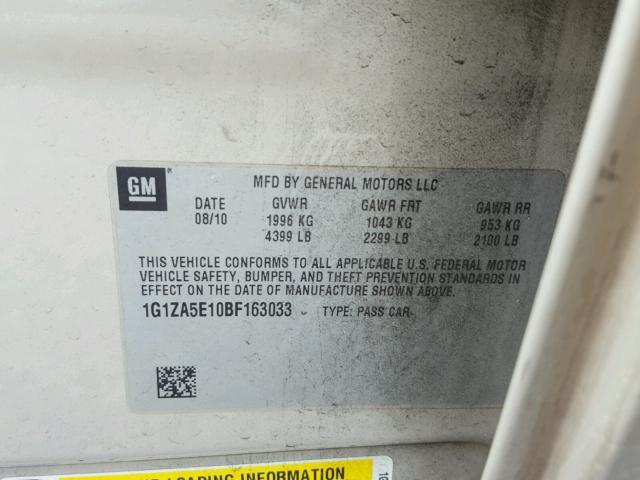 GM ®
MFD BY GENERAL MOTORS LLC
DATE GVWR GAWR FRT GAWR RR
08/10 1996 KG 1043 KG 953 KG
4399 LB 2299 LB 2100 LB
THIS VEHICLE CONFORMS TO ALL APPLICABLE U.S. FEDERAL MOTOR
VEHICLE SAFETY, BUMPER, AND THEFT PREVENTION STANDARDS
IN EFFECT ON THE DATE OF MANUFACTURE SHOWN ABOVE.
1G1ZA5E10BF163033 TYPE: PASS CAR
LOADING INFORMATION